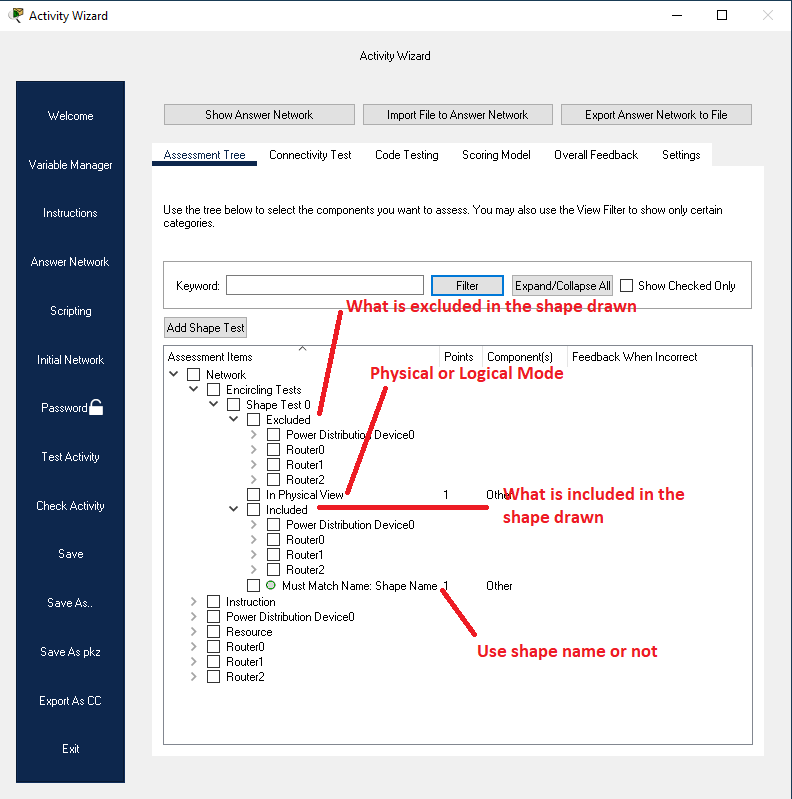 Activity Wizard
Activity Wizard
Welcome
Variable Manager
Instructions
Answer Network
Scripting
Initial Network
Password
Test Activity
Check Activity
Save
Save As..
Save As pkz
Export As CC
Exit
Show Answer Network Import File to Answer Network Export Answer Network to File
Assessment Tree Connectivity Test Code Testing Scoring Model Overall Feedback Settings
Use the tree below to select the components you want to assess. You may also use the View Filter to show only certain
categories.
Keyword: Filter Expand/Collapse All Show Checked Only
What is excluded in the shape drawn
Add Shape Test
Assessment Items Points Component(s) Feedback When Incorrect
Network
Physical or Logical Mode
Encircling Tests
Shape Test 0
Excluded
Power Distribution Device0
Router0
Router1
Router2
In Physical View 1 Other
What is included in the
shape drawn
Included
Power Distribution Device0
Router0
Router1
Router2
Must Match Name: Shape Name 1 Other
Instruction
Power Distribution Device0
Resource
Router0
Use shape name or not
Router1
Router2